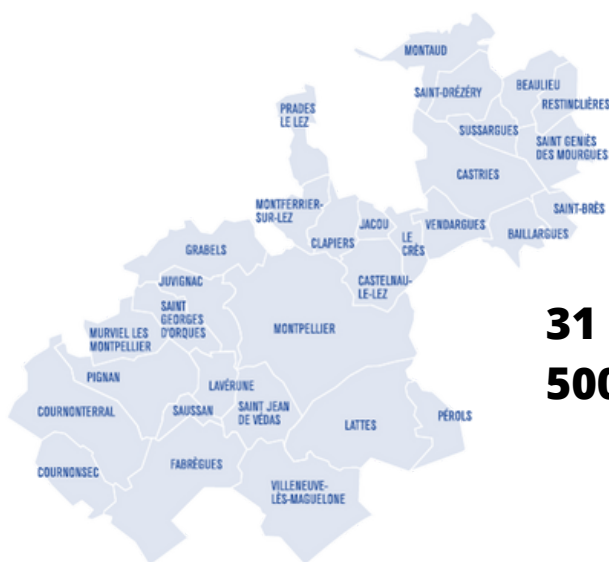 MONTAUD
SAINT-DRÉZÉRY
BEAULIEU
RESTINCLIÈRES
PRADES
LE LEZ
SUSSARGUES
SAINT GENIÈS
DES MOURGUES
CASTRIES
MONTFERRIER-
SUR-LEZ
JACOU
CLAPIERS
LE
CRÈS
VENDARGUES
SAINT-BRÈS
BAILLARGUES
GRABELS
JUVIGNAC
CASTELNAU-
LE-LEZ
SAINT
GEORGES
D'ORQUES
MURVIEL LES
MONTPELLIER
MONTPELLIER
31
500
PIGNAN
LAVÉRUNE
COURNONTERRAL
SAUSSAN
SAINT JEAN
DE VÉDAS
LATTES
PÉROLS
COURNONSEC
FABRÈGUES
VILLENEUVE-
LÈS-MAGUELONE